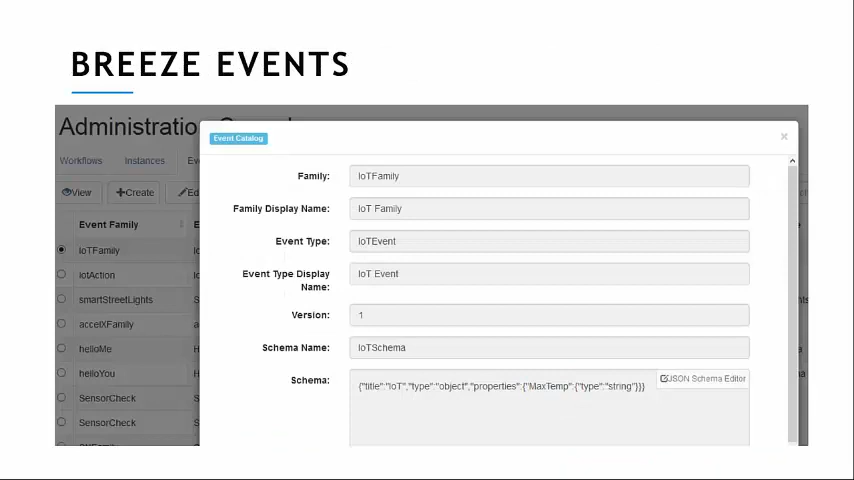 BREEZE EVENTS
Administratio
Event Catalog
×
Workflows
Instances
View
Create
Event Family
IoTFamily
iotAction
smartStreetLights
accelXFamily
helloMe
helloYou
SensorCheck
SensorCheck
Family:
IoTFamily
Family Display Name:
IoT Family
Event Type:
IoTEvent
Event Type Display
Name:
IoT Event
Version:
1
Schema Name:
IoTSchema
Schema:
{"title":"IoT","type":"object","properties":{"MaxTemp":{"type":"string"}}}
JSON Schema Editor